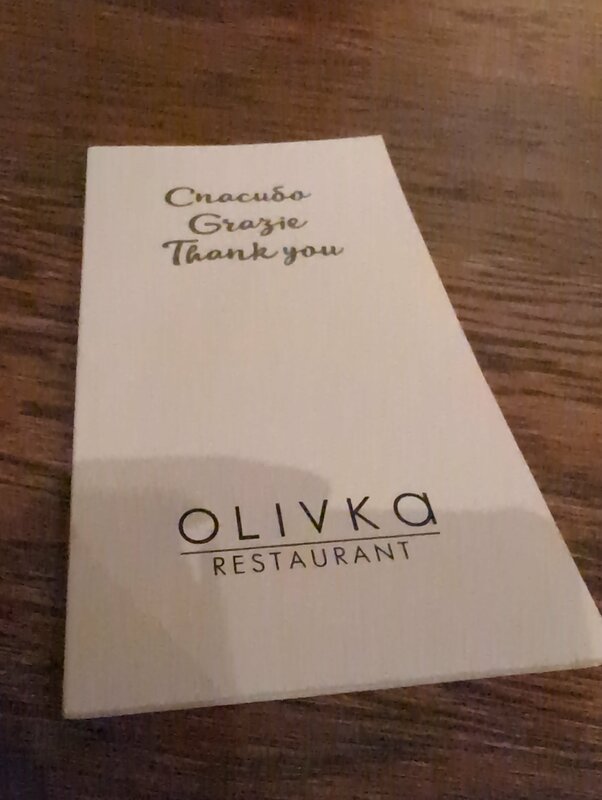 Спасибо
Grazie
Thank you
OLIVKa
RESTAURANT